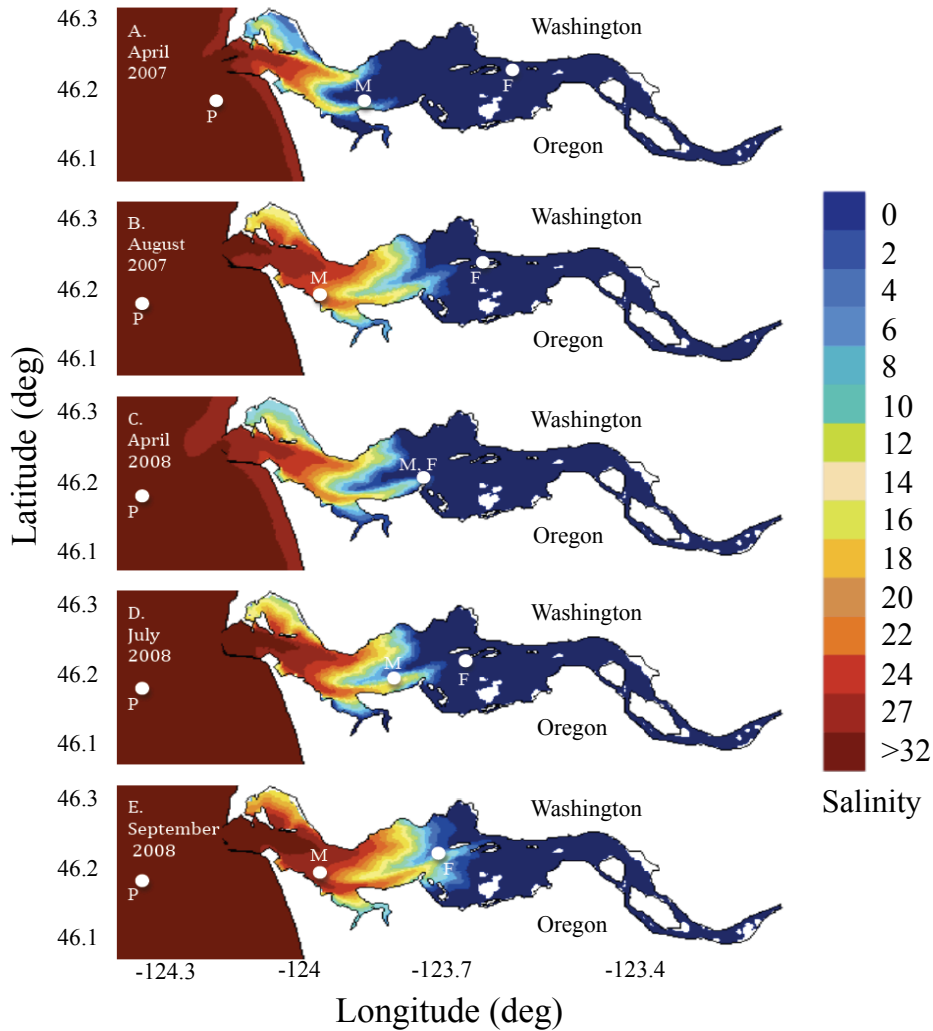 46.3
46.2
46.1
A.
April
2007
P
M
F
Washington
Oregon
46.3
46.2
46.1
B.
August
2007
P
M
F
Washington
Oregon
46.3
46.2
46.1
C.
April
2008
P
M, F
Washington
Oregon
46.3
46.2
46.1
D.
July
2008
P
M
F
Washington
Oregon
46.3
46.2
46.1
E.
September
2008
P
M
F
Washington
Oregon
Latitude (deg)
-124.3
-124
-123.7
-123.4
Longitude (deg)
0
2
4
6
8
10
12
14
16
18
20
22
24
27
>32
Salinity